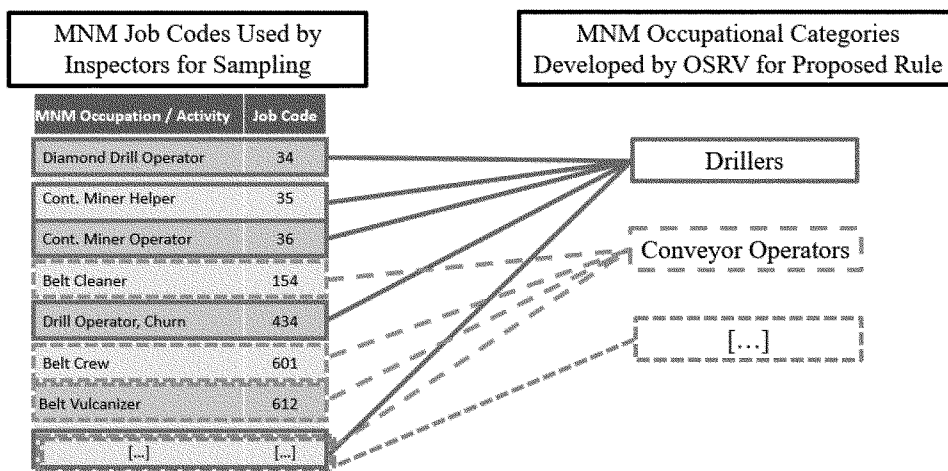 MNM Job Codes Used by
Inspectors for Sampling
MNM Occupational Categories
Developed by OSRV for Proposed Rule
MNM Occupation / Activity Job Code
Diamond Drill Operator 34
Cont. Miner Helper 35
Cont. Miner Operator 36
Belt Cleaner 154
Drill Operator, Churn 434
Belt Crew 601
Belt Vulcanizer 612
[...] [...]
Drillers
Conveyor Operators
[...]